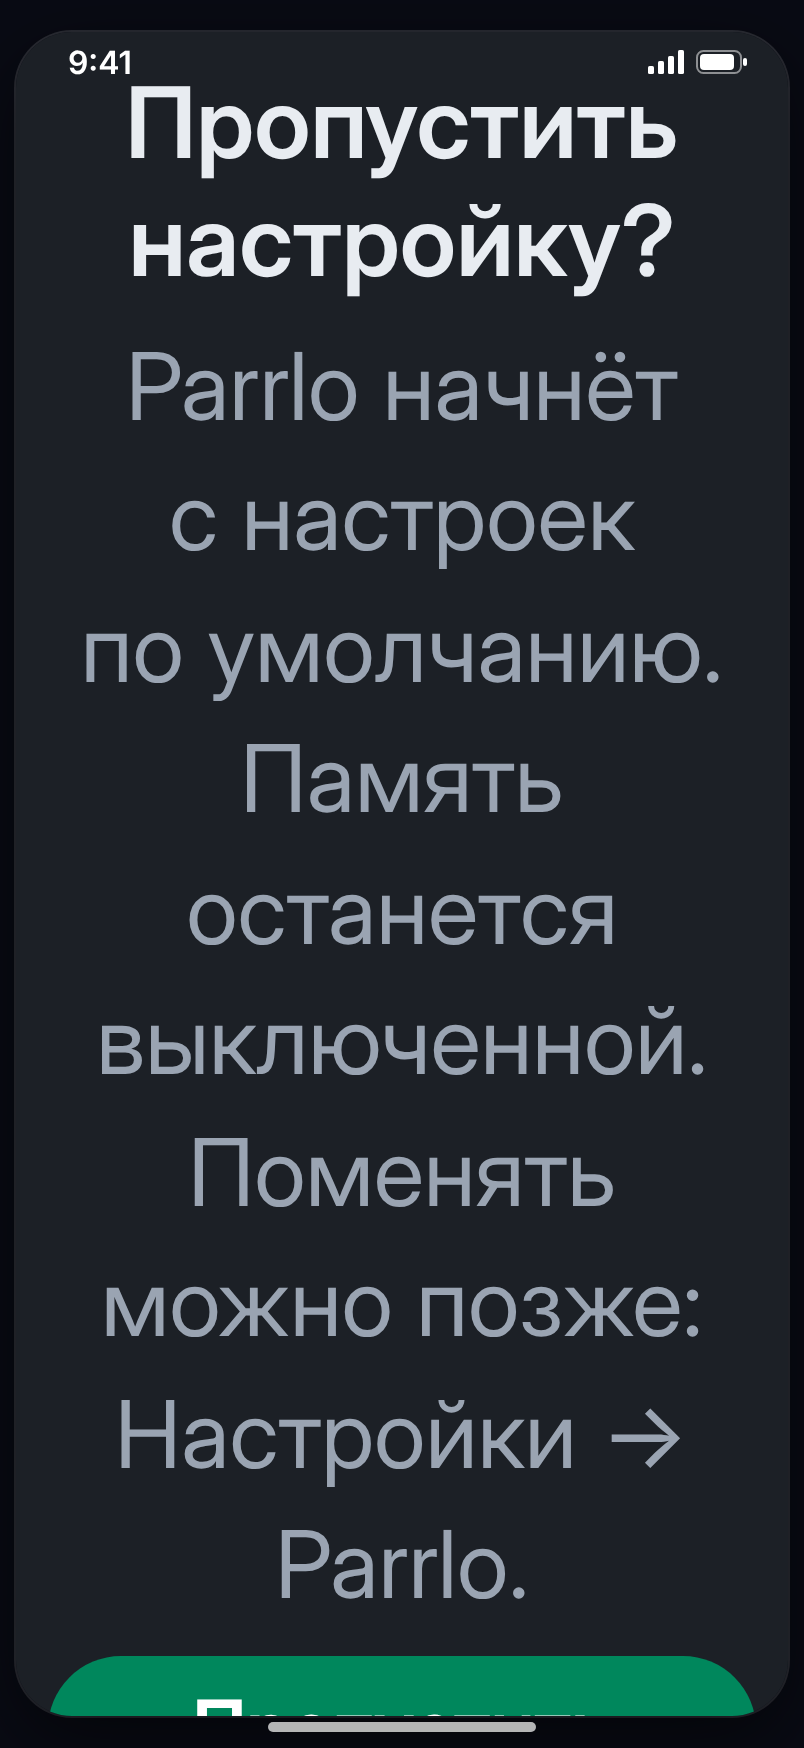 9:41
Пропустить
настройку?
Parrlo начнёт
с настроек
по умолчанию.
Память
останется
выключенной.
Поменять
можно позже:
Настройки →
Parrlo.